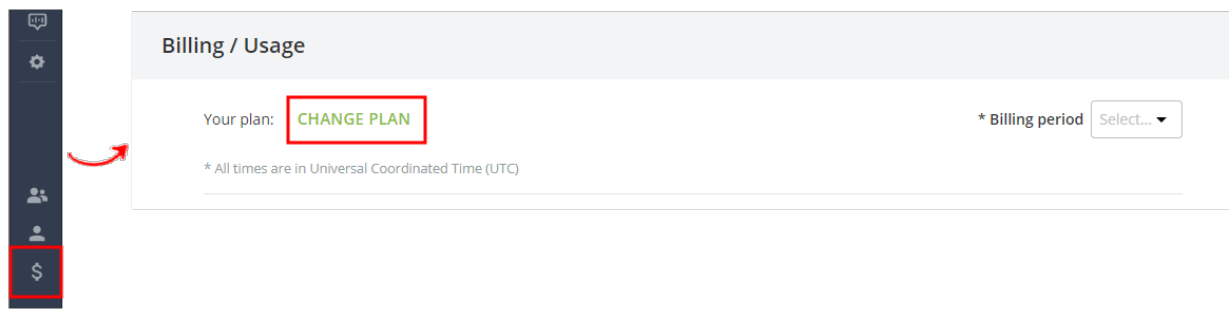 Billing / Usage
Your plan: CHANGE PLAN
* Billing period Select...
* All times are in Universal Coordinated Time (UTC)
$